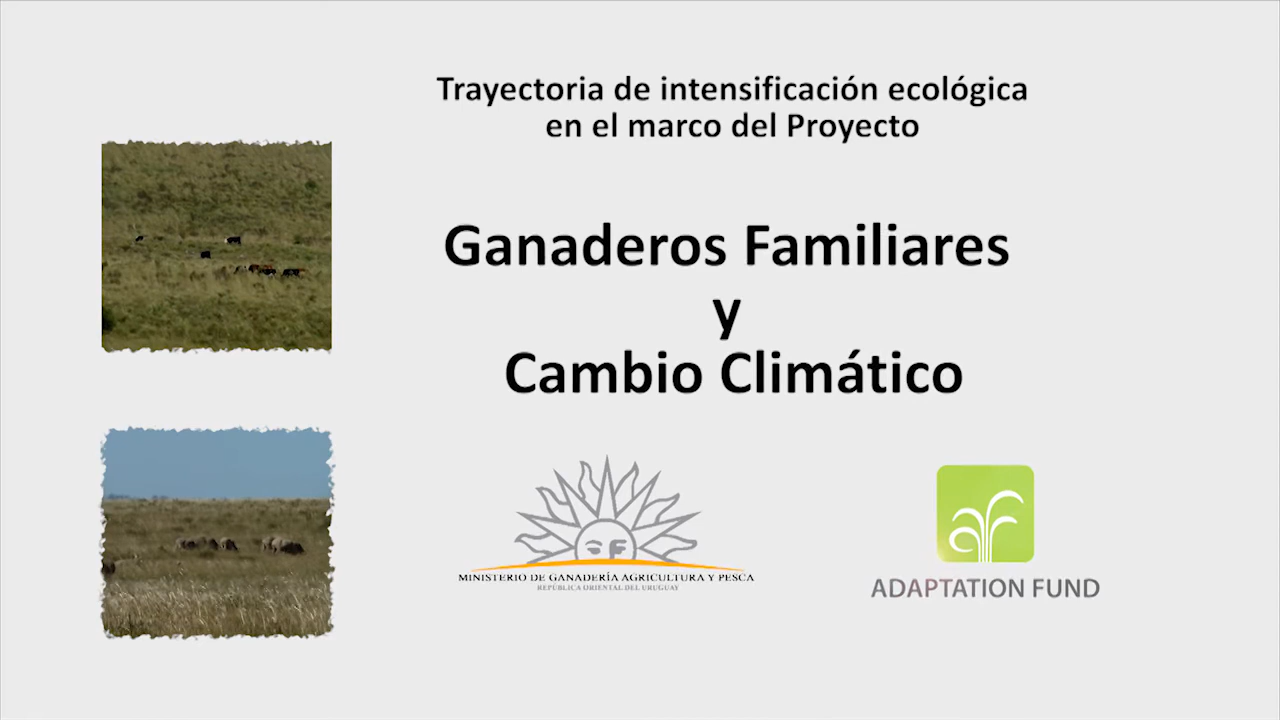 Trayectoria de intensificación ecológica
en el marco del Proyecto
Ganaderos Familiares
y
Cambio Climático
MINISTERIO DE GANADERÍA AGRICULTURA Y PESCA
REPÚBLICA ORIENTAL DEL URUGUAY
ADAPTATION FUND